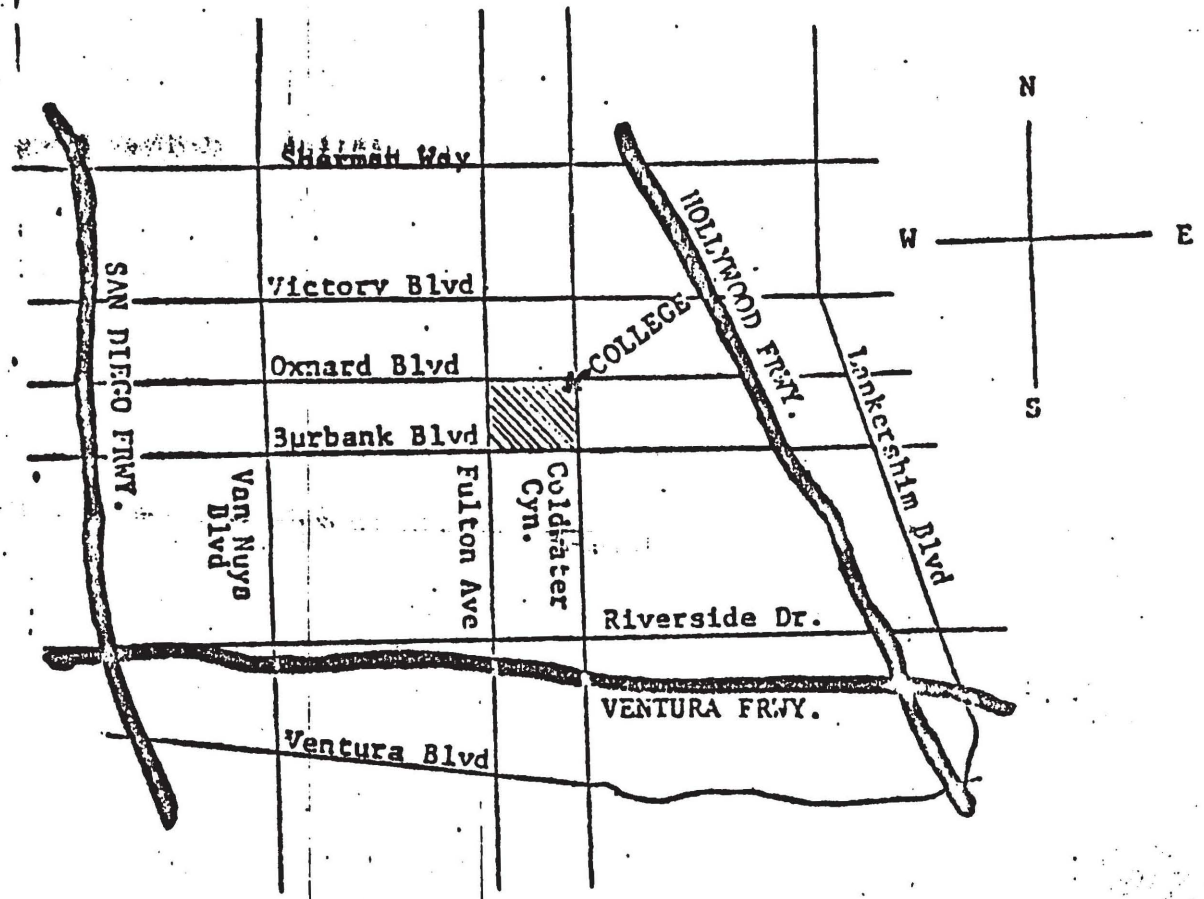 N
Sherman Way
HOLLYWOOD FRWY.
W
E
SAN DIEGO FRWY.
Victory Blvd
COLLEGE
Oxnard Blvd
Lankershim Blvd
S
Burbank Blvd
Van Nuys
Blvd
Fulton Ave
Coldwater
Cyn.
Riverside Dr.
VENTURA FRWY.
Ventura Blvd